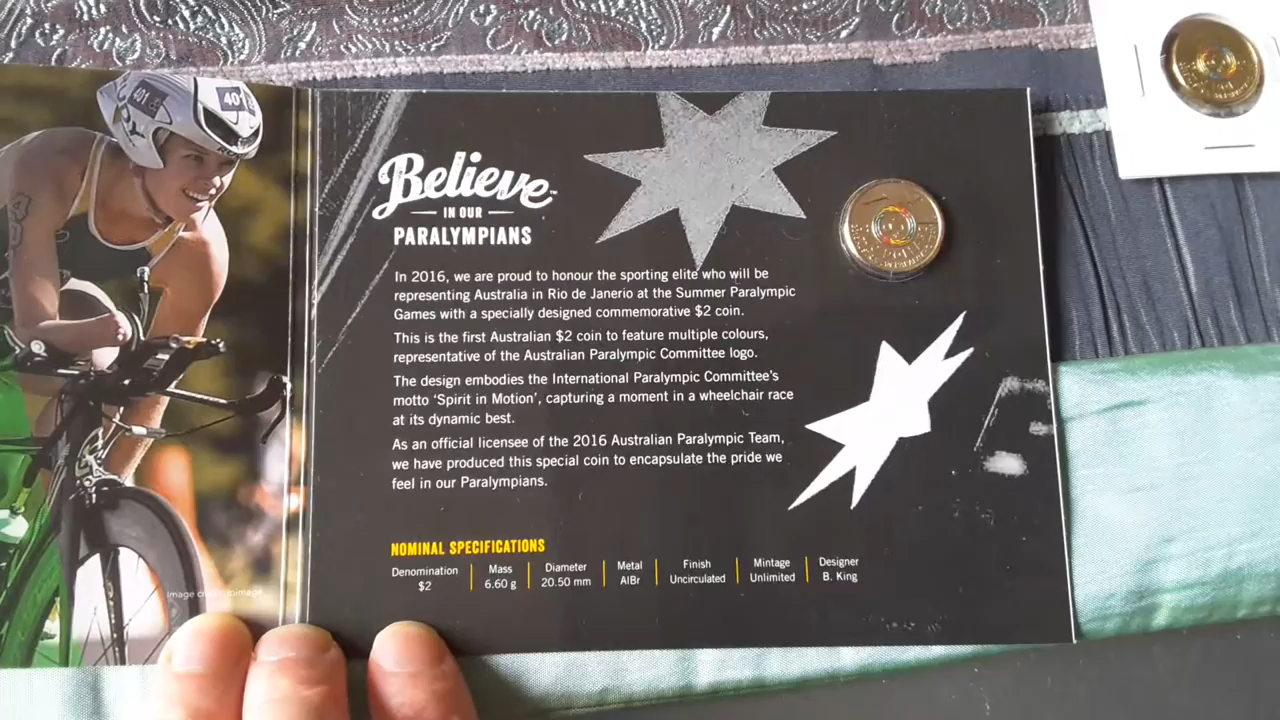 401
401
Believe™
IN OUR
PARALYMPIANS
In 2016, we are proud to honour the sporting elite who will be
representing Australia in Rio de Janerio at the Summer Paralympic
Games with a specially designed commemorative $2 coin.
This is the first Australian $2 coin to feature multiple colours,
representative of the Australian Paralympic Committee logo.
The design embodies the International Paralympic Committee's
motto 'Spirit in Motion', capturing a moment in a wheelchair race
at its dynamic best.
As an official licensee of the 2016 Australian Paralympic Team,
we have produced this special coin to encapsulate the pride we
feel in our Paralympians.
NOMINAL SPECIFICATIONS
Denomination Mass Diameter Metal Finish Mintage Designer
$2 6.60 g 20.50 mm AlBr Uncirculated Unlimited B. King
Image